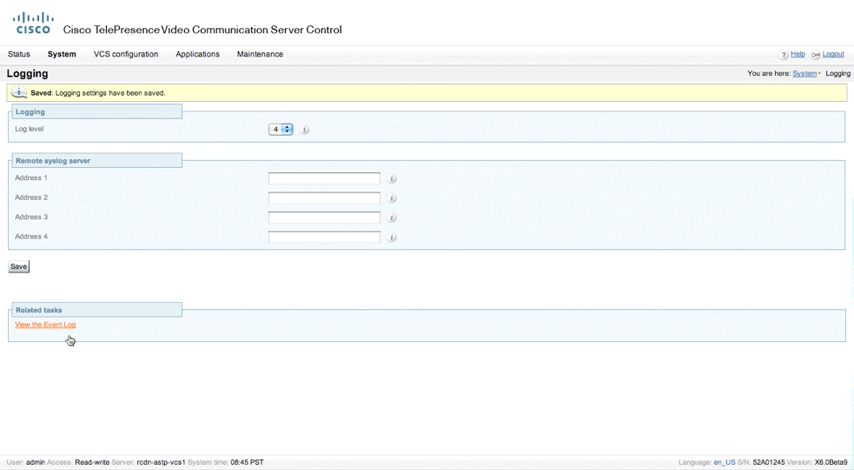 CISCO
Cisco TelePresence Video Communication Server Control
Status System VCS configuration Applications Maintenance
? Help Logout
Logging
You are here: System Logging
Saved: Logging settings have been saved.
Logging
Log level 4 i
Remote syslog server
Address 1 i
Address 2 i
Address 3 i
Address 4 i
Save
Related tasks
View the Event Log
User: admin Access: Read-write Server: rcdn-astp-vcs1 System time: 08:45 PST
Language: en_US S/N: 52A01245 Version: X6.0Beta9